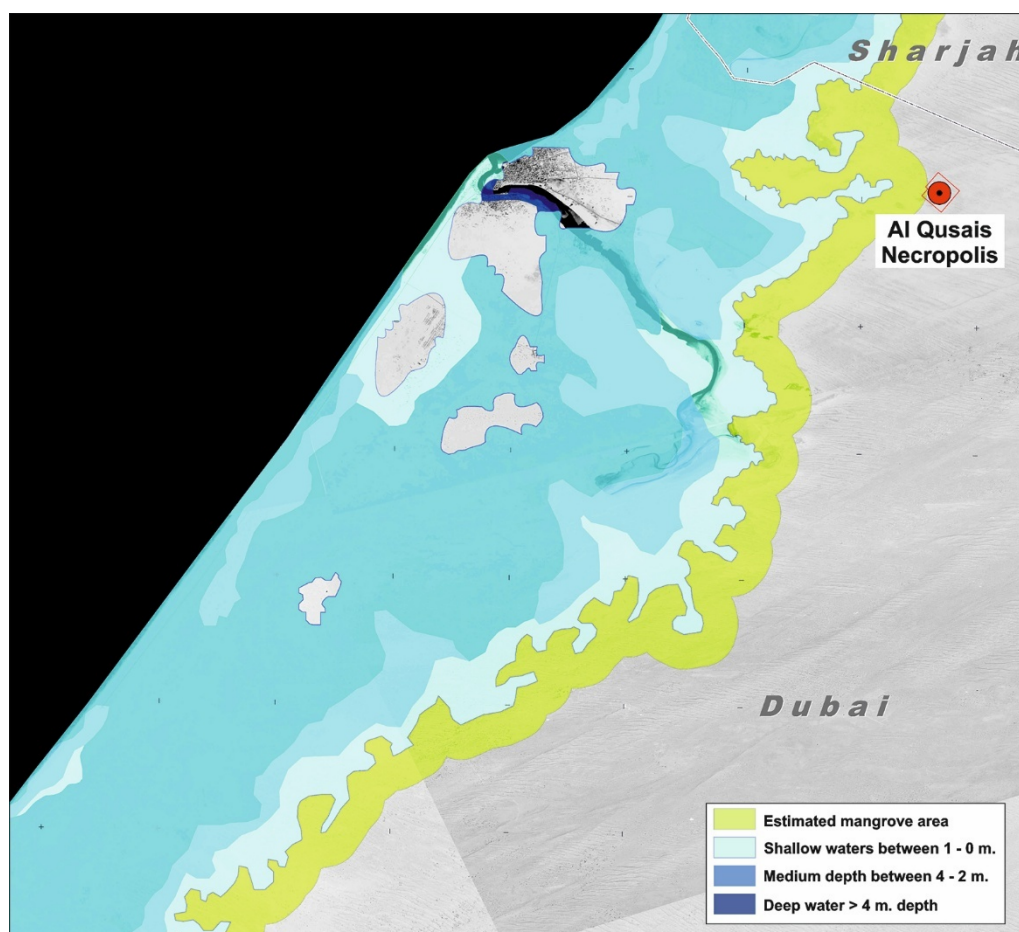 Sharjah
Al Qusais
Necropolis
Dubai
Estimated mangrove area
Shallow waters between 1 - 0 m.
Medium depth between 4 - 2 m.
Deep water > 4 m. depth